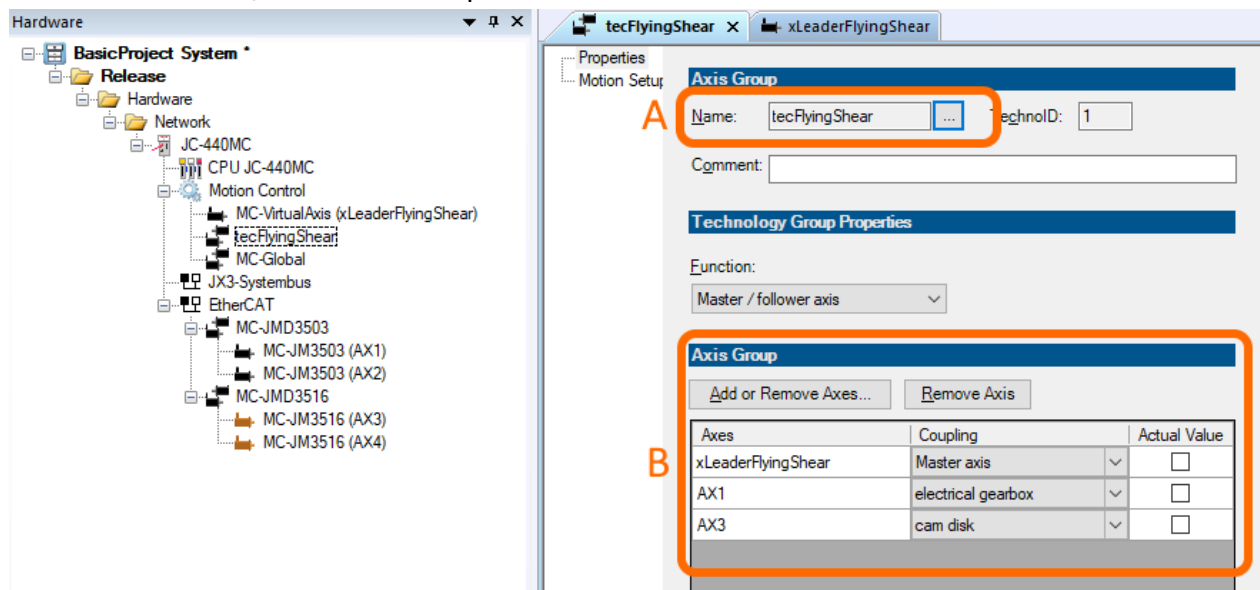 Hardware
BasicProject System *
Release
Hardware
Network
JC-440MC
CPU JC-440MC
Motion Control
MC-VirtualAxis (xLeaderFlyingShear)
tecFlyingShear
MC-Global
JX3-Systembus
EtherCAT
MC-JMD3503
MC-JM3503 (AX1)
MC-JM3503 (AX2)
MC-JMD3516
MC-JM3516 (AX3)
MC-JM3516 (AX4)
tecFlyingShear X xLeaderFlyingShear
Properties
Motion Setup
Axis Group
A
Name: tecFlyingShear ... TechnoID: 1
Comment:
Technology Group Properties
Function:
Master / follower axis
Axis Group
Add or Remove Axes... Remove Axis
Axes Coupling Actual Value
B
xLeaderFlyingShear Master axis
AX1 electrical gearbox
AX3 cam disk